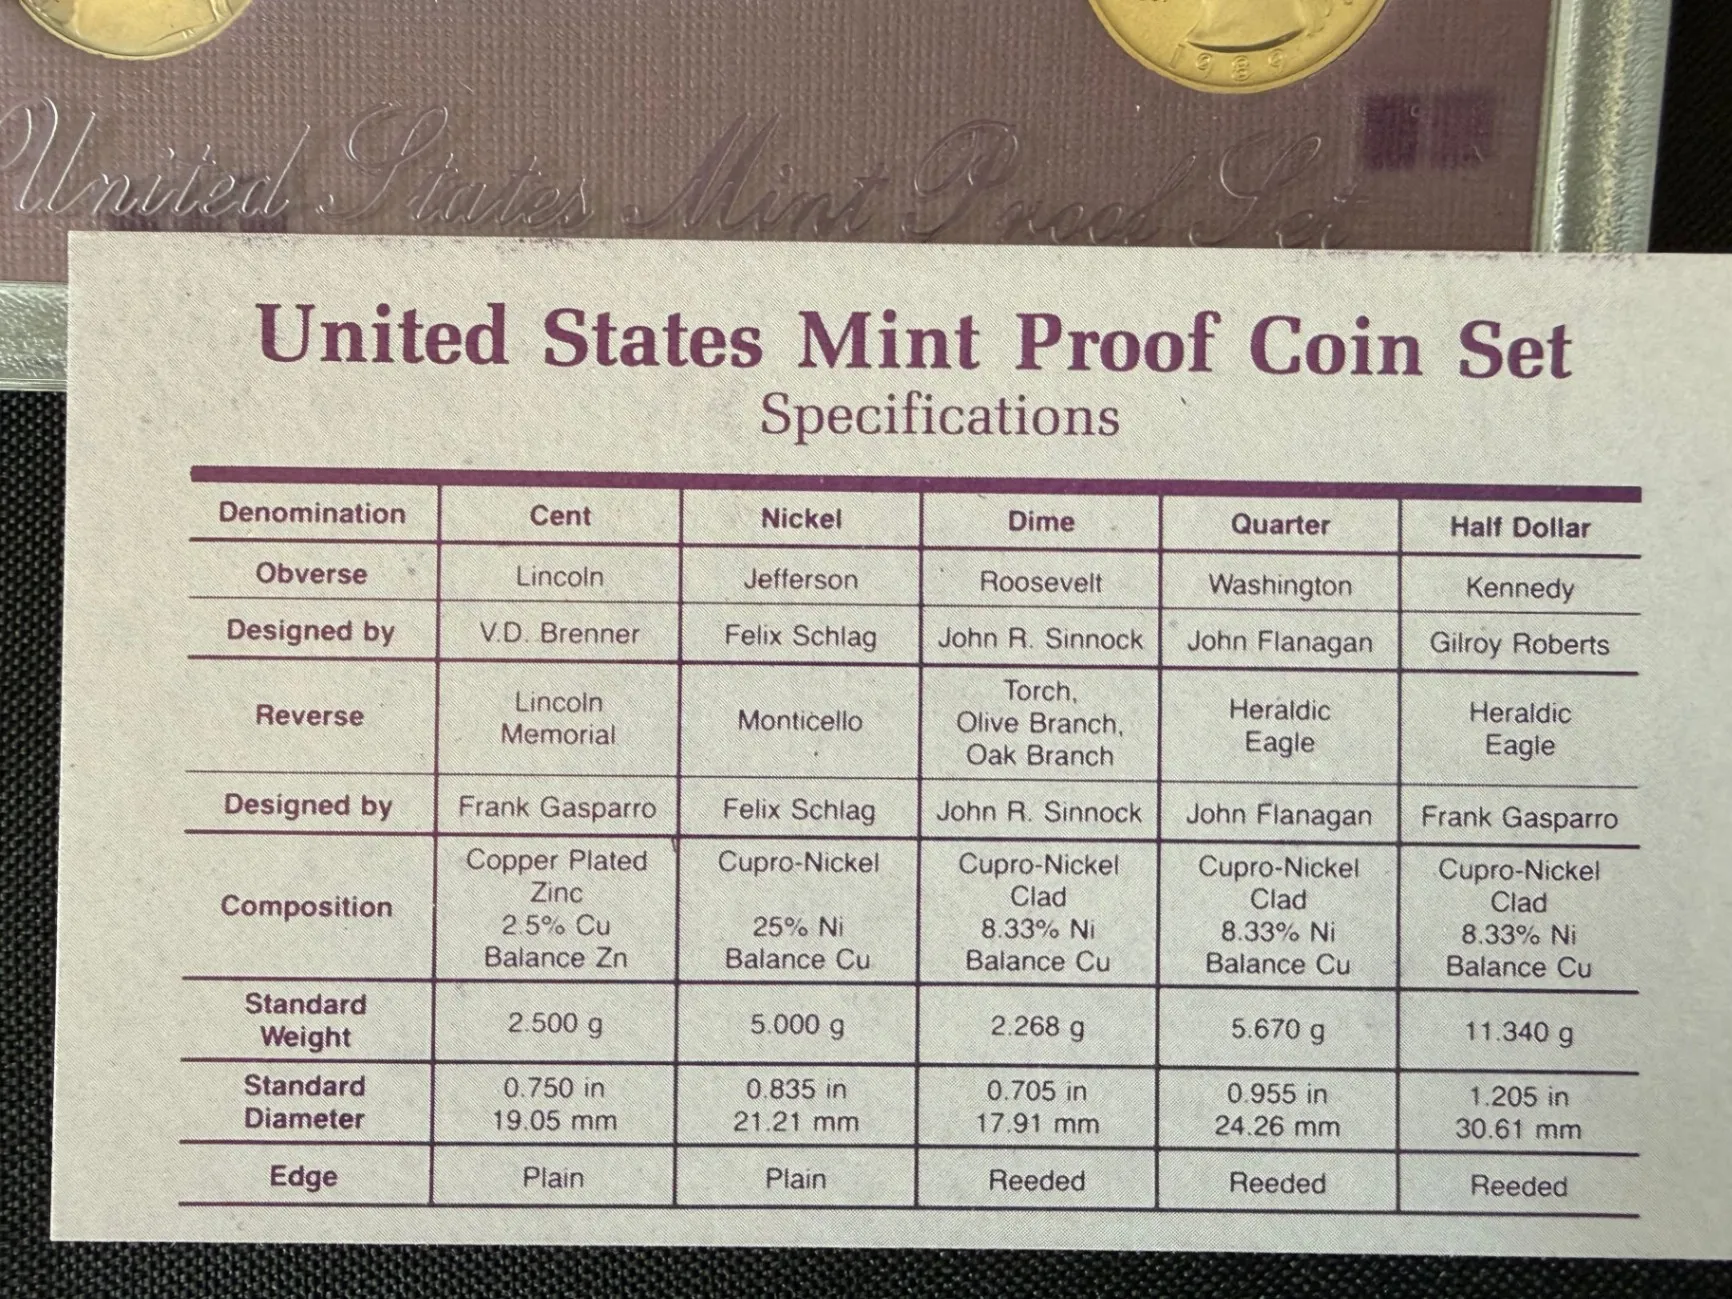 1989
United States Mint Proof Set
United States Mint Proof Coin Set
Specifications
Denomination Cent Nickel Dime Quarter Half Dollar
Obverse Lincoln Jefferson Roosevelt Washington Kennedy
Designed by V.D. Brenner Felix Schlag John R. Sinnock John Flanagan Gilroy Roberts
Reverse
Lincoln
Memorial
Monticello
Torch,
Olive Branch,
Oak Branch
Heraldic
Eagle
Heraldic
Eagle
Designed by Frank Gasparro Felix Schlag John R. Sinnock John Flanagan Frank Gasparro
Composition
Copper Plated
Zinc
2.5% Cu
Balance Zn
Cupro-Nickel
25% Ni
Balance Cu
Cupro-Nickel
Clad
8.33% Ni
Balance Cu
Cupro-Nickel
Clad
8.33% Ni
Balance Cu
Cupro-Nickel
Clad
8.33% Ni
Balance Cu
Standard
Weight
2.500 g 5.000 g 2.268 g 5.670 g 11.340 g
Standard
Diameter
0.750 in
19.05 mm
0.835 in
21.21 mm
0.705 in
17.91 mm
0.955 in
24.26 mm
1.205 in
30.61 mm
Edge Plain Plain Reeded Reeded Reeded